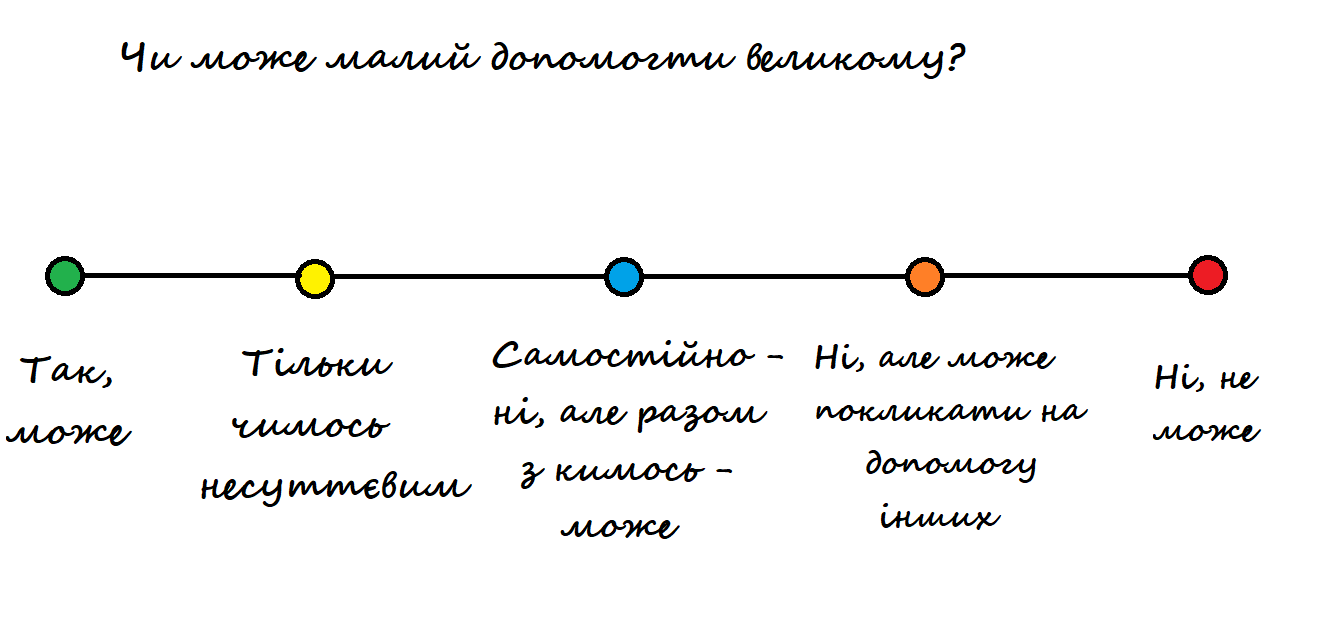 Чи може малий допомогти великому?
Так,
може
Тільки
чимось
несуттєвим
Самостійно -
ні, але разом
з кимось -
може
Ні, але може
покликати на
допомогу
інших
Ні, не
може